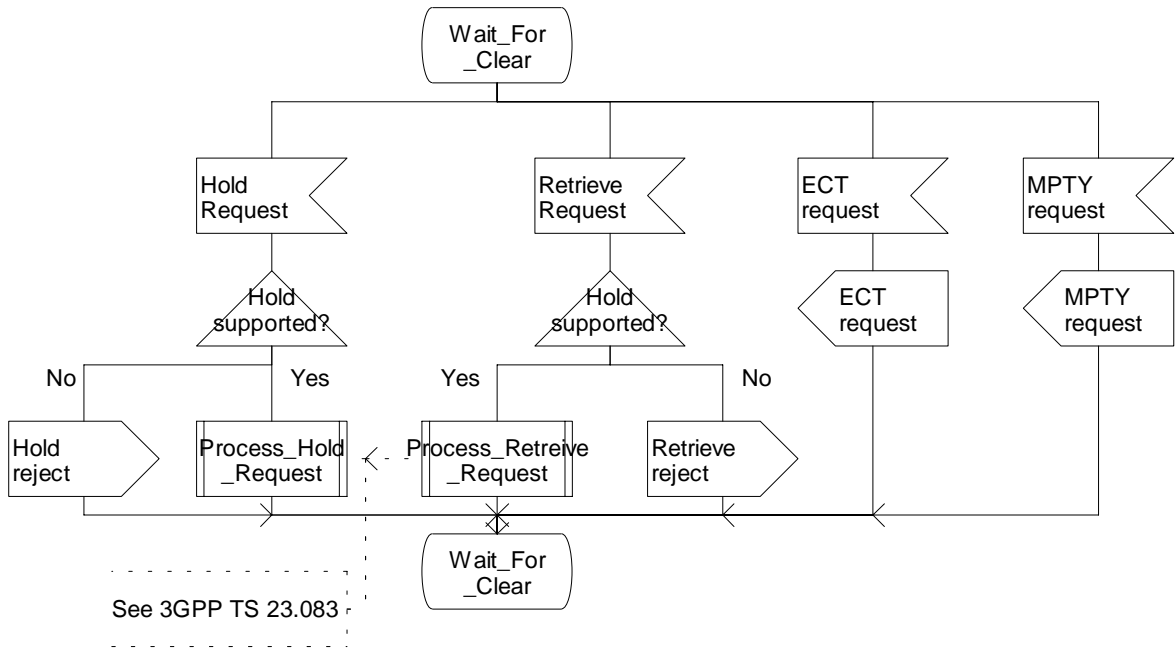 Wait_For
_Clear
Hold
Request
Retrieve
Request
ECT
request
MPTY
request
Hold
supported?
Hold
supported?
ECT
request
MPTY
request
No
Yes
Yes
No
Hold
reject
Process_Hold
_Request
Process_Retreive
_Request
Retrieve
reject
Wait_For
_Clear
See 3GPP TS 23.083